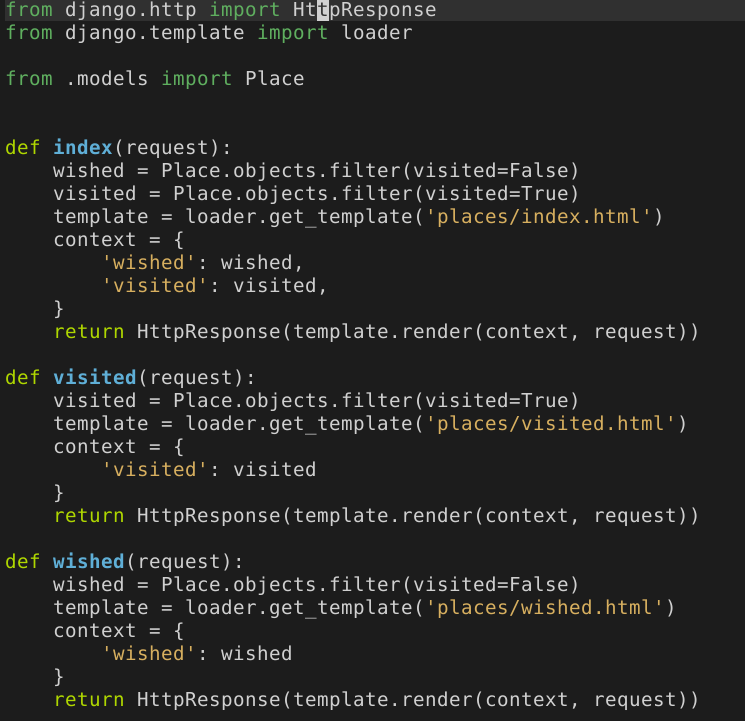 from django.http import HttpResponse
from django.template import loader

from .models import Place


def index(request):
    wished = Place.objects.filter(visited=False)
    visited = Place.objects.filter(visited=True)
    template = loader.get_template('places/index.html')
    context = {
        'wished': wished,
        'visited': visited,
    }
    return HttpResponse(template.render(context, request))

def visited(request):
    visited = Place.objects.filter(visited=True)
    template = loader.get_template('places/visited.html')
    context = {
        'visited': visited
    }
    return HttpResponse(template.render(context, request))

def wished(request):
    wished = Place.objects.filter(visited=False)
    template = loader.get_template('places/wished.html')
    context = {
        'wished': wished
    }
    return HttpResponse(template.render(context, request))